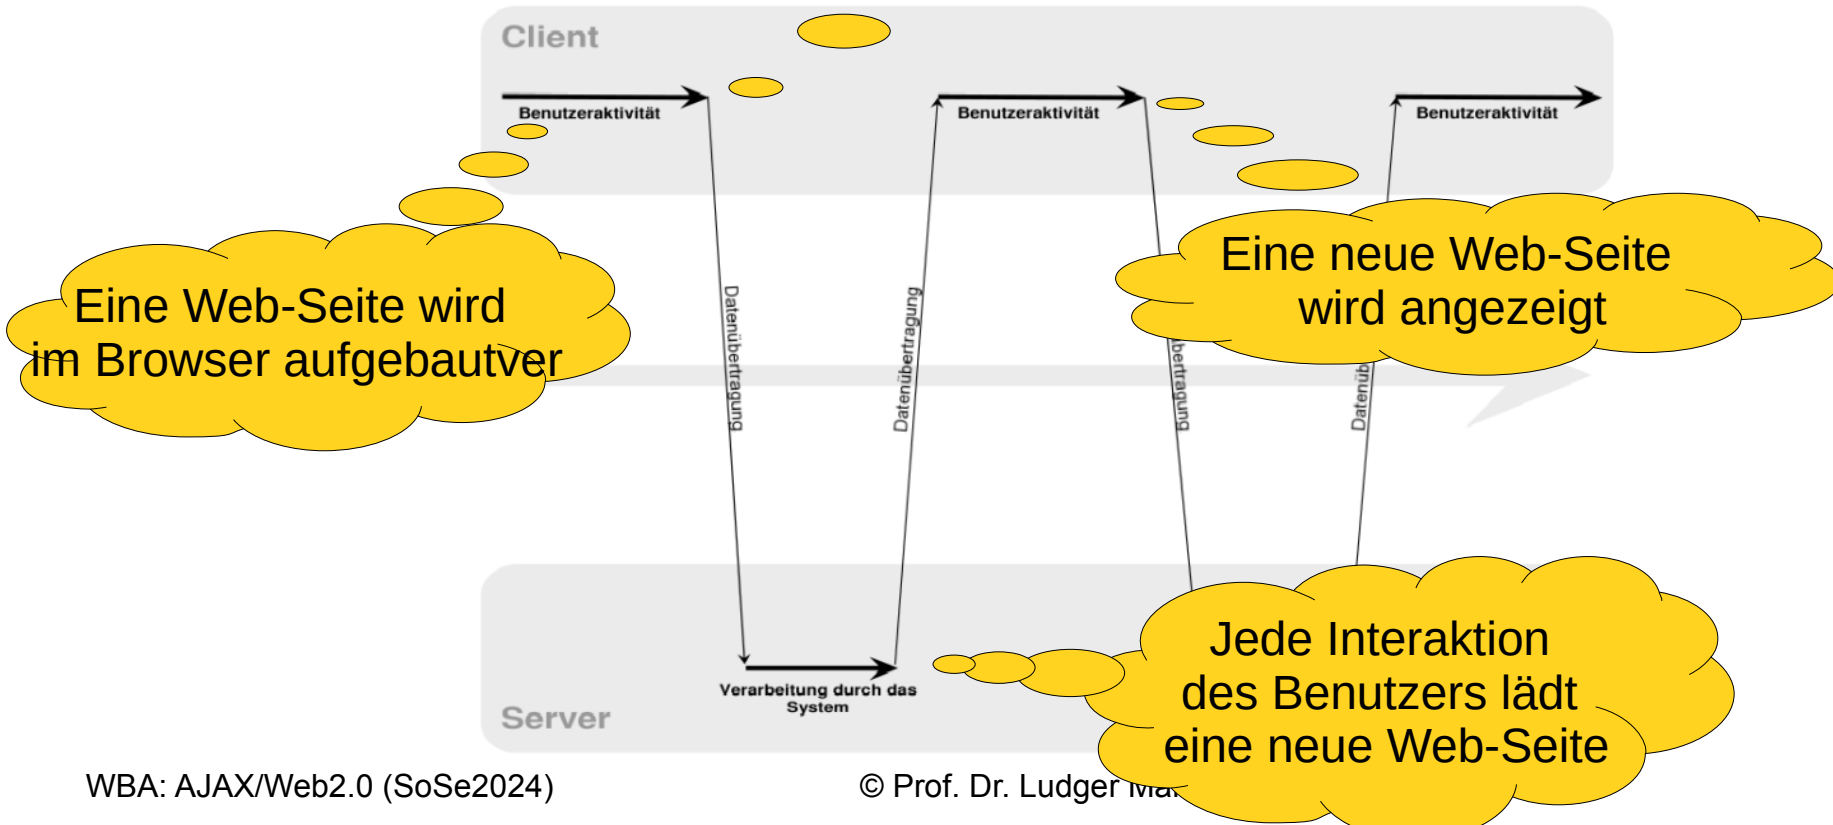 Client
Benutzeraktivität
Benutzeraktivität
Benutzeraktivität
Eine Web-Seite wird
im Browser aufgebautver
Eine neue Web-Seite
wird angezeigt
Datenübertragung
Datenübertragung
bertragung
Datenüb
Jede Interaktion
des Benutzers lädt
eine neue Web-Seite
Verarbeitung durch das
System
Server
WBA: AJAX/Web2.0 (SoSe2024)
© Prof. Dr. Ludger